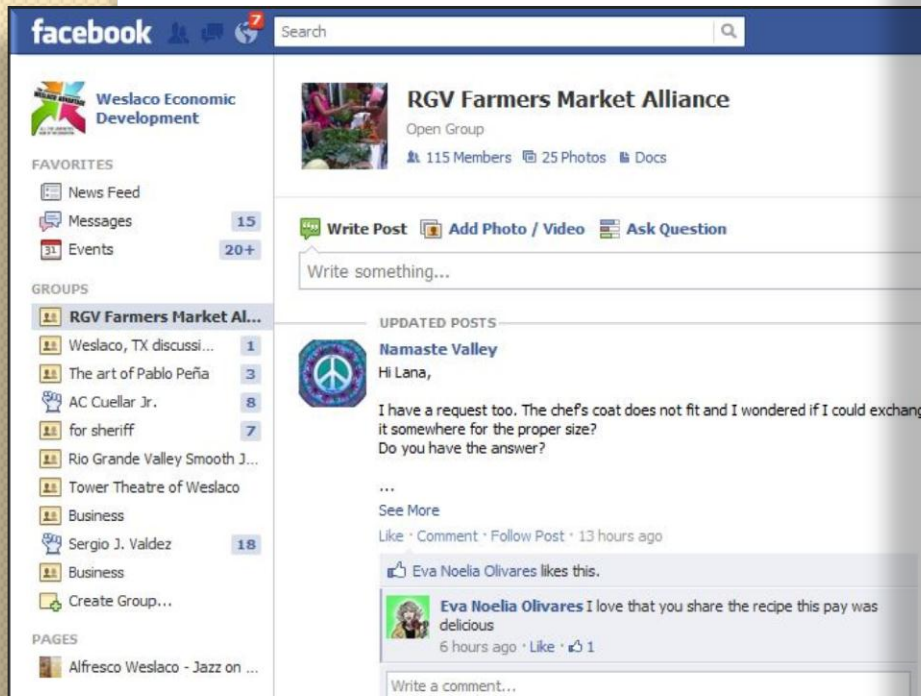 facebook
7
Search
Weslaco Economic
Development
FAVORITES
News Feed
Messages 15
31 Events 20+
GROUPS
RGV Farmers Market Al...
Weslaco, TX discussi... 1
The art of Pablo Peña 3
AC Cuellar Jr. 8
for sheriff 7
Rio Grande Valley Smooth J...
Tower Theatre of Weslaco
Business
Sergio J. Valdez 18
Business
Create Group...
PAGES
Alfresco Weslaco - Jazz on ...
RGV Farmers Market Alliance
Open Group
115 Members 25 Photos Docs
Write Post Add Photo / Video Ask Question
Write something...
UPDATED POSTS
Namaste Valley
Hi Lana,
I have a request too. The chef's coat does not fit and I wondered if I could exchang
it somewhere for the proper size?
Do you have the answer?
...
See More
Like · Comment · Follow Post · 13 hours ago
Eva Noelia Olivares likes this.
Eva Noelia Olivares I love that you share the recipe this pay was
delicious
6 hours ago · Like · 1
Write a comment...